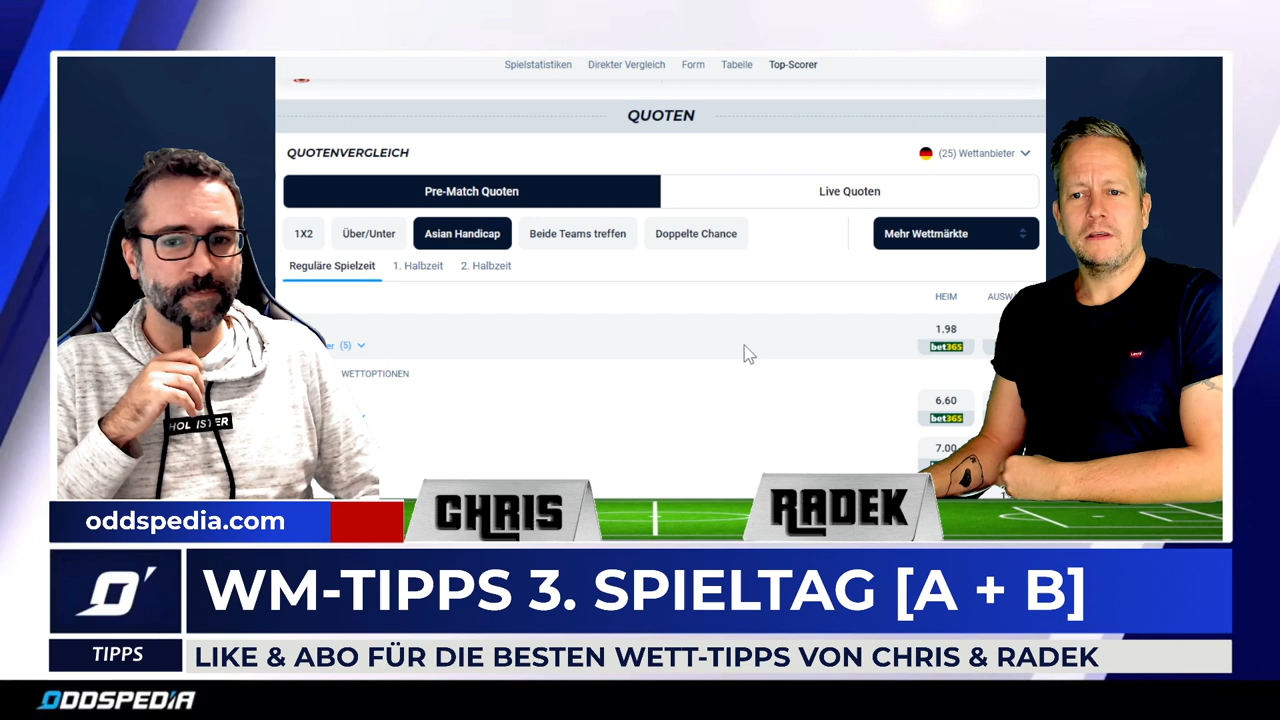 Spielstatistiken Direkter Vergleich Form Tabelle Top-Scorer
QUOTEN
QUOTENVERGLEICH
(25) Wettanbieter
Pre-Match Quoten
Live Quoten
1X2
Über/Unter
Asian Handicap
Beide Teams treffen
Doppelte Chance
Mehr Wettmärkte
Reguläre Spielzeit 1. Halbzeit 2. Halbzeit
HEIM
1.98
bet365
(5)
WETTOPTIONEN
6.60
bet365
7.00
HOLLISTER
CHRIS
RADEK
oddspedia.com
WM-TIPPS 3. SPIELTAG [A + B]
TIPPS
LIKE & ABO FÜR DIE BESTEN WETT-TIPPS VON CHRIS & RADEK
ODDSPEDIA